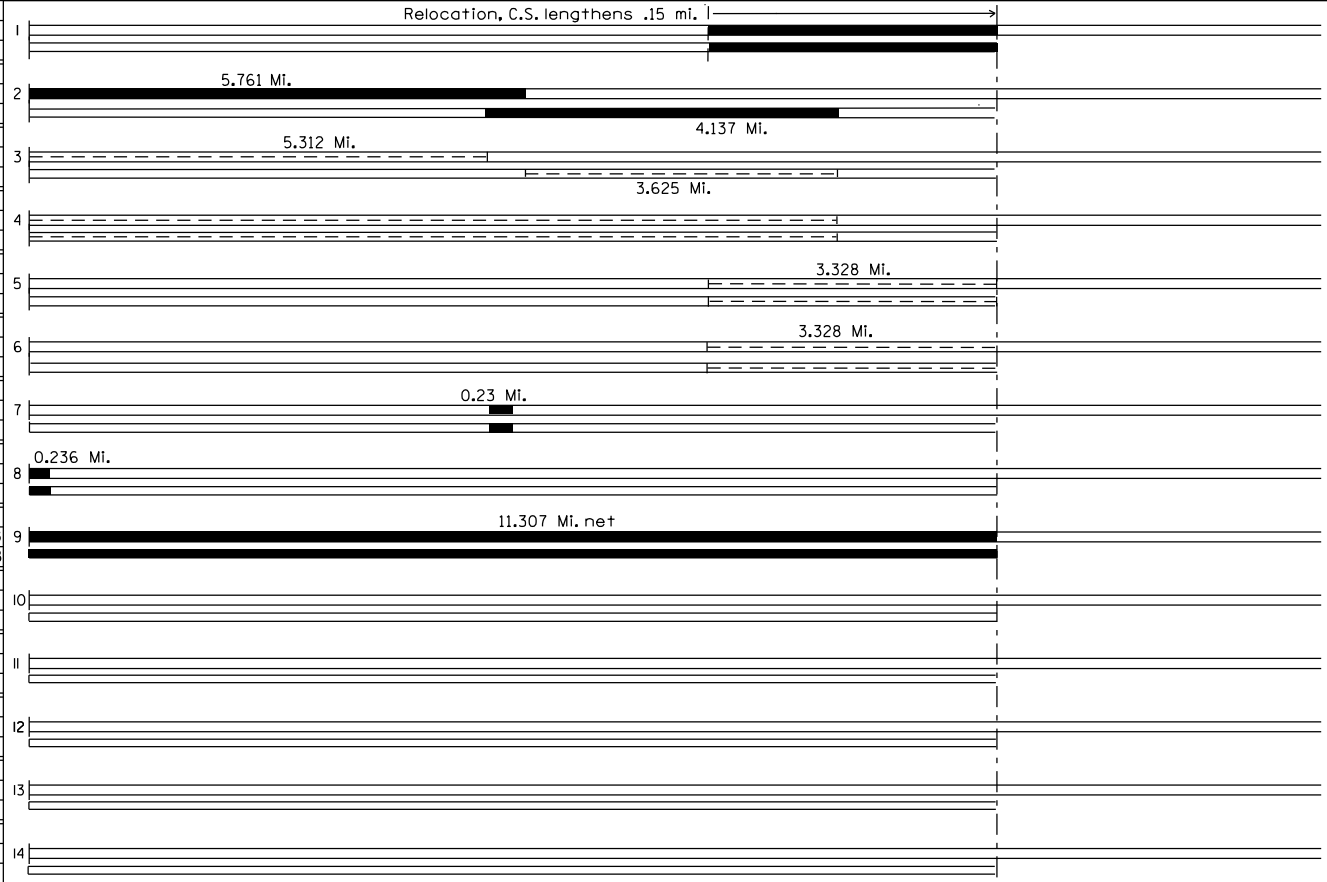 Relocation, C.S. lengthens .15 mi.
1
5.761 Mi.
2
4.137 Mi.
5.312 Mi.
3
3.625 Mi.
4
3.328 Mi.
5
3.328 Mi.
6
0.23 Mi.
7
0.236 Mi.
8
11.307 Mi. net
9
10
11
12
13
14